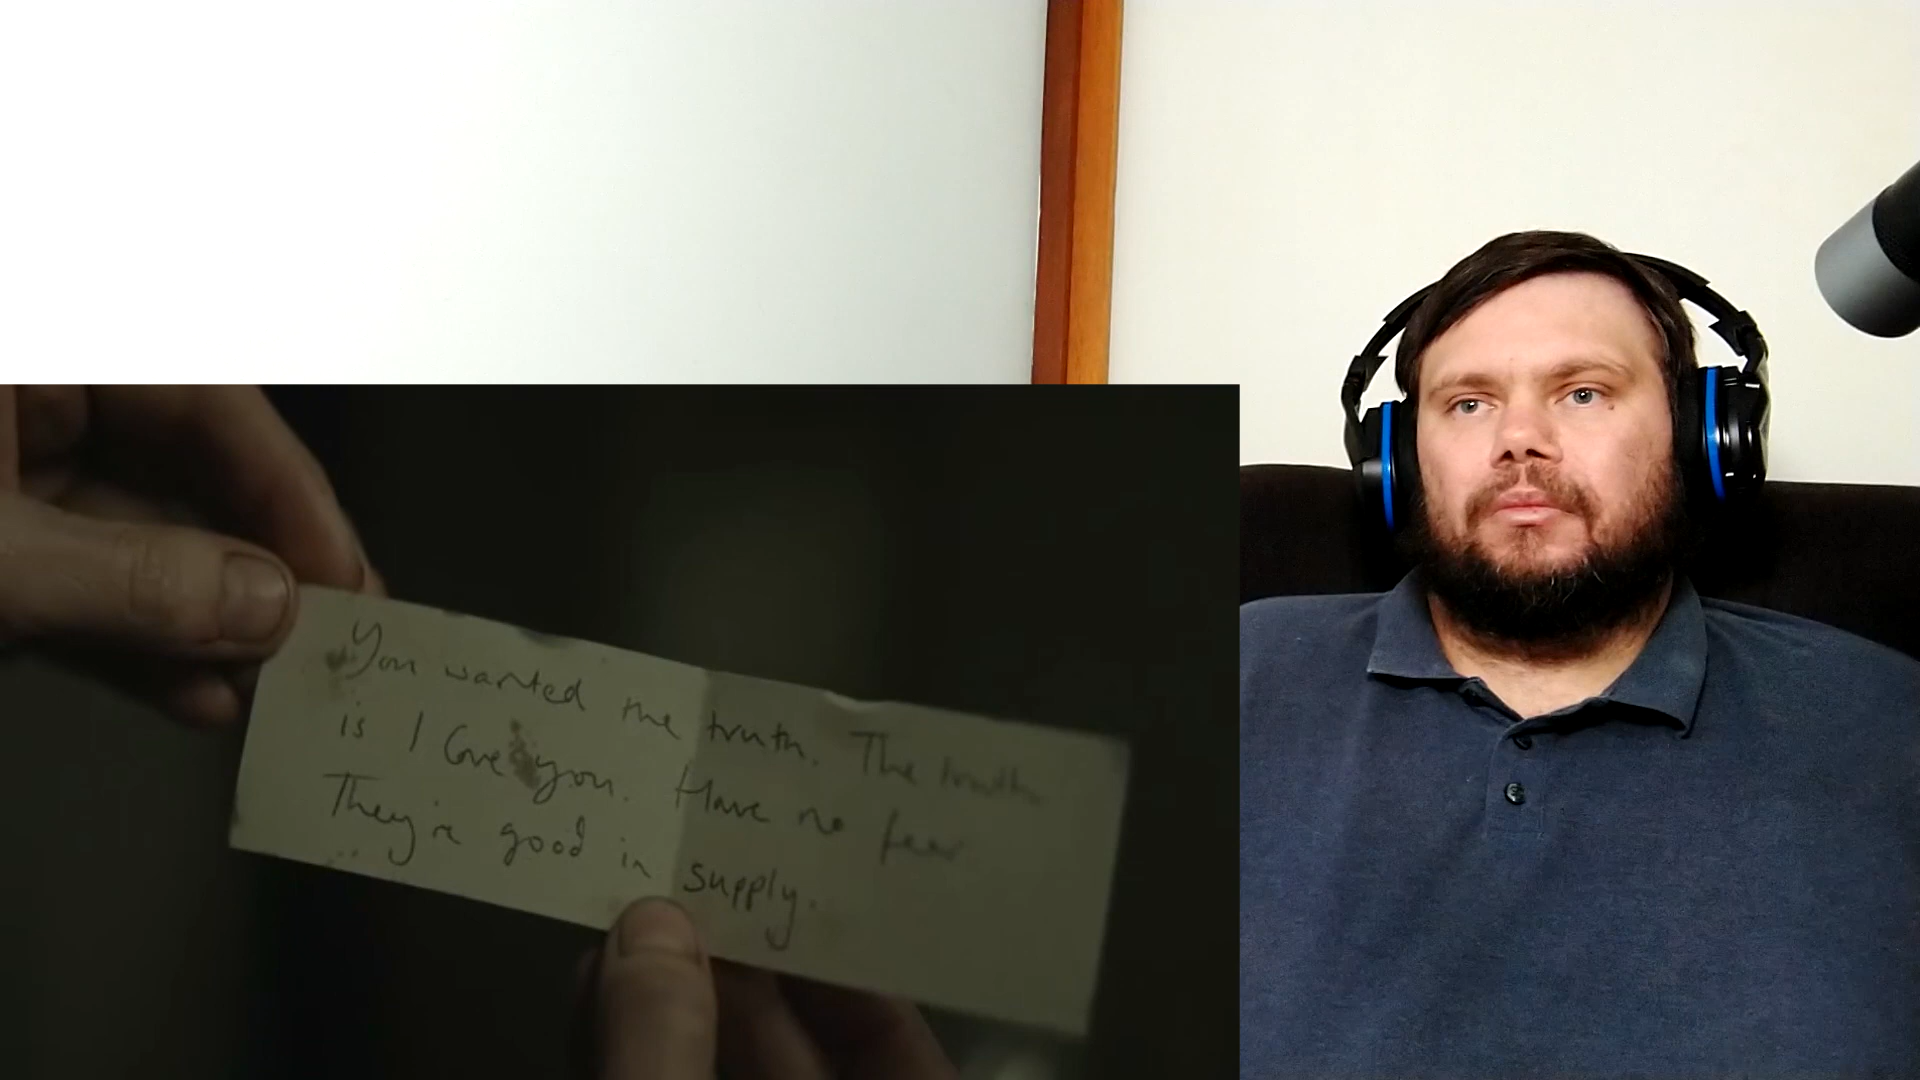 You wanted the truth. The truth
is I love you. Have no fear
They're good in supply.